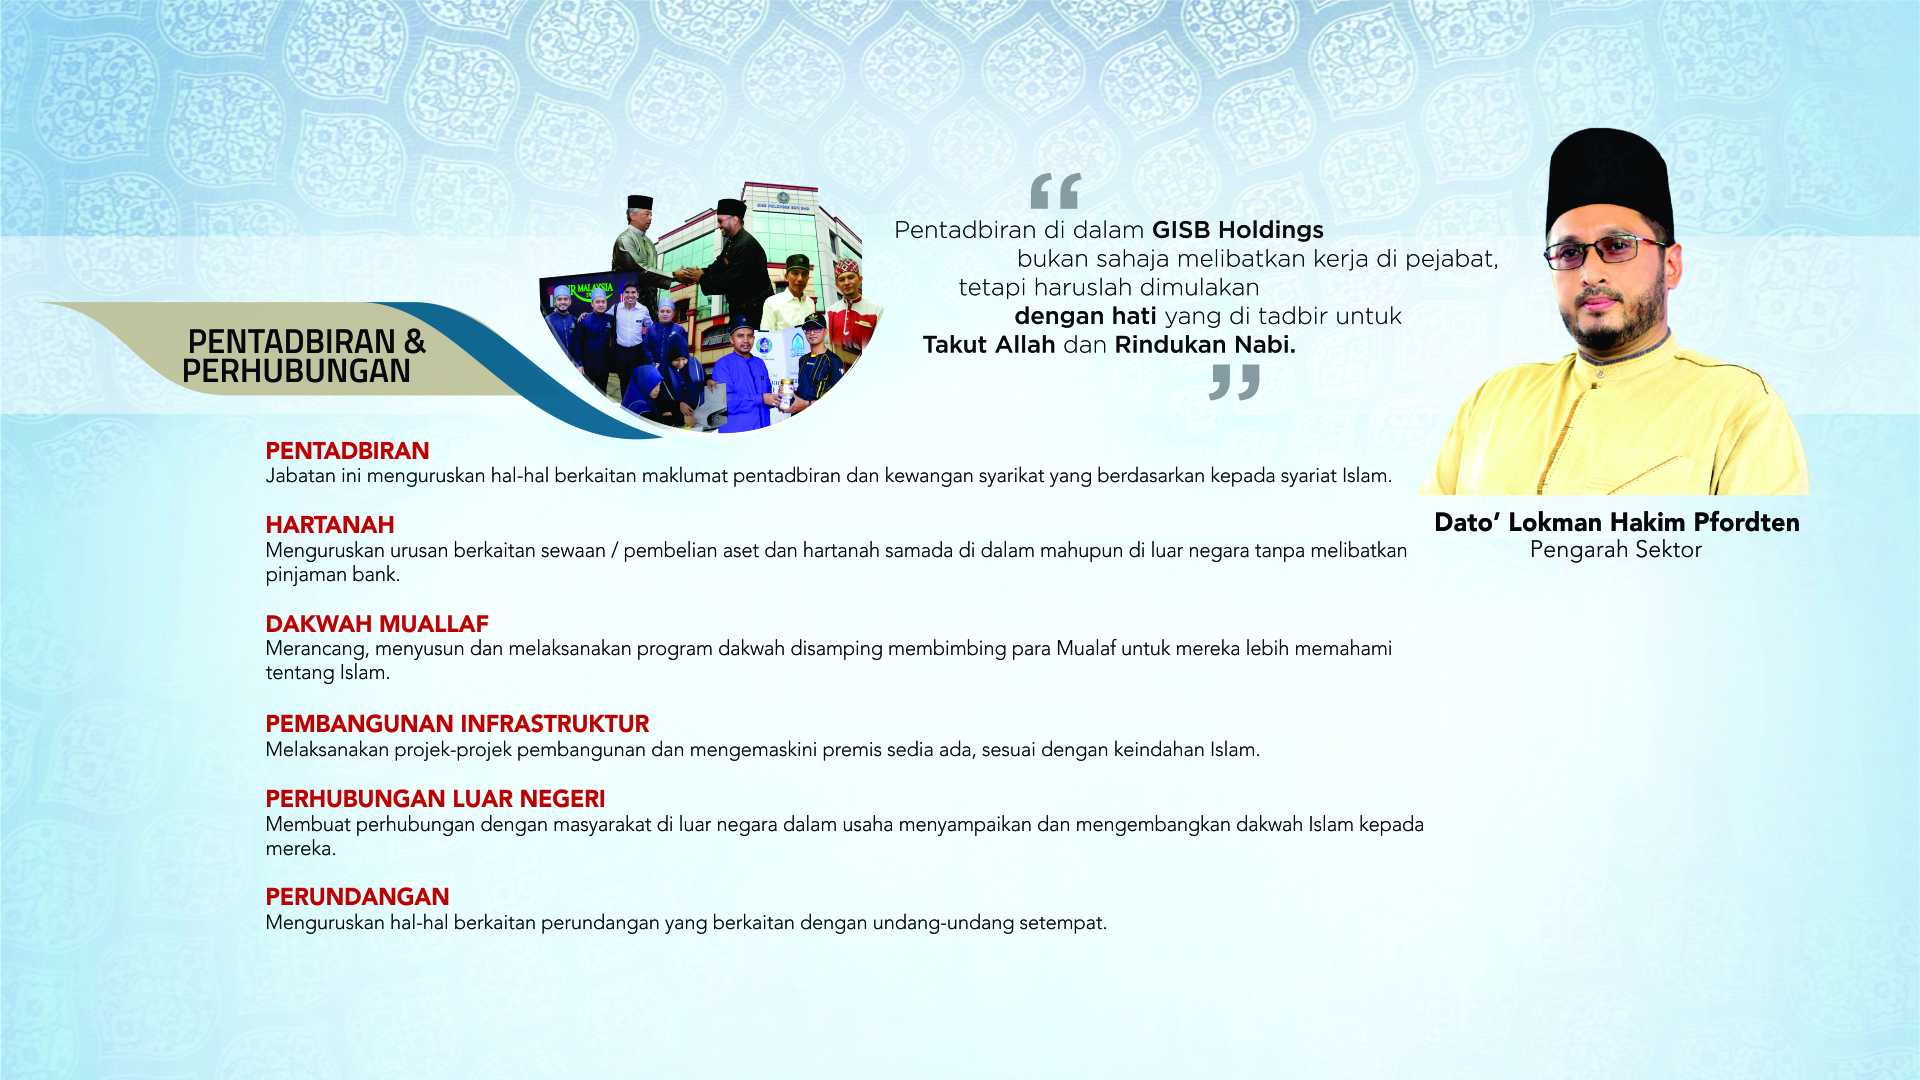 PENTADBIRAN &
PERHUBUNGAN
GISB HOLDINGS SDN BHD
MALAYSIA
“
Pentadbiran di dalam GISB Holdings
bukan sahaja melibatkan kerja di pejabat,
tetapi haruslah dimulakan
dengan hati yang di tadbir untuk
Takut Allah dan Rindukan Nabi.
”
Dato’ Lokman Hakim Pfordten
Pengarah Sektor
PENTADBIRAN
Jabatan ini menguruskan hal-hal berkaitan maklumat pentadbiran dan kewangan syarikat yang berdasarkan kepada syariat Islam.
HARTANAH
Menguruskan urusan berkaitan sewaan / pembelian aset dan hartanah samada di dalam mahupun di luar negara tanpa melibatkan
pinjaman bank.
DAKWAH MUALLAF
Merancang, menyusun dan melaksanakan program dakwah disamping membimbing para Mualaf untuk mereka lebih memahami
tentang Islam.
PEMBANGUNAN INFRASTRUKTUR
Melaksanakan projek-projek pembangunan dan mengemaskini premis sedia ada, sesuai dengan keindahan Islam.
PERHUBUNGAN LUAR NEGERI
Membuat perhubungan dengan masyarakat di luar negara dalam usaha menyampaikan dan mengembangkan dakwah Islam kepada
mereka.
PERUNDANGAN
Menguruskan hal-hal berkaitan perundangan yang berkaitan dengan undang-undang setempat.